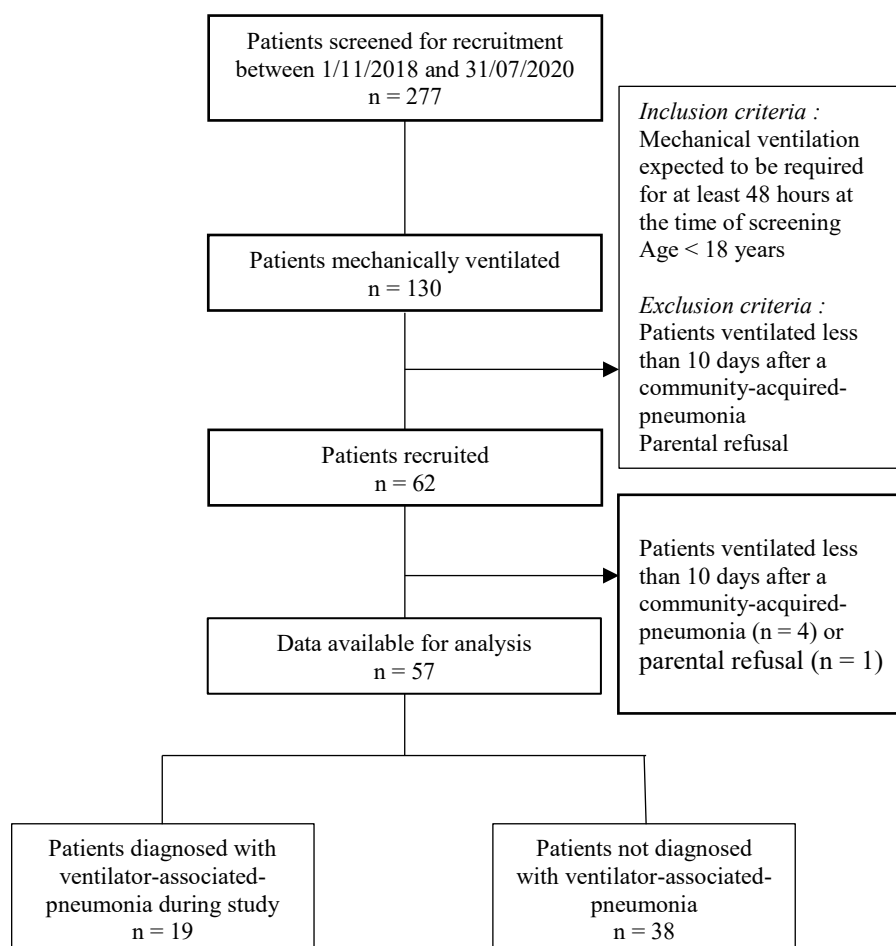 Patients screened for recruitment
between 1/11/2018 and 31/07/2020
n = 277
Inclusion criteria :
Mechanical ventilation
expected to be required
for at least 48 hours at
the time of screening
Age < 18 years
Exclusion criteria :
Patients ventilated less
than 10 days after a
community-acquired-
pneumonia
Parental refusal
Patients mechanically ventilated
n = 130
Patients recruited
n = 62
Patients ventilated less
than 10 days after a
community-acquired-
pneumonia (n = 4) or
parental refusal (n = 1)
Data available for analysis
n = 57
Patients diagnosed with
ventilator-associated-
pneumonia during study
n = 19
Patients not diagnosed
with ventilator-associated-
pneumonia
n = 38